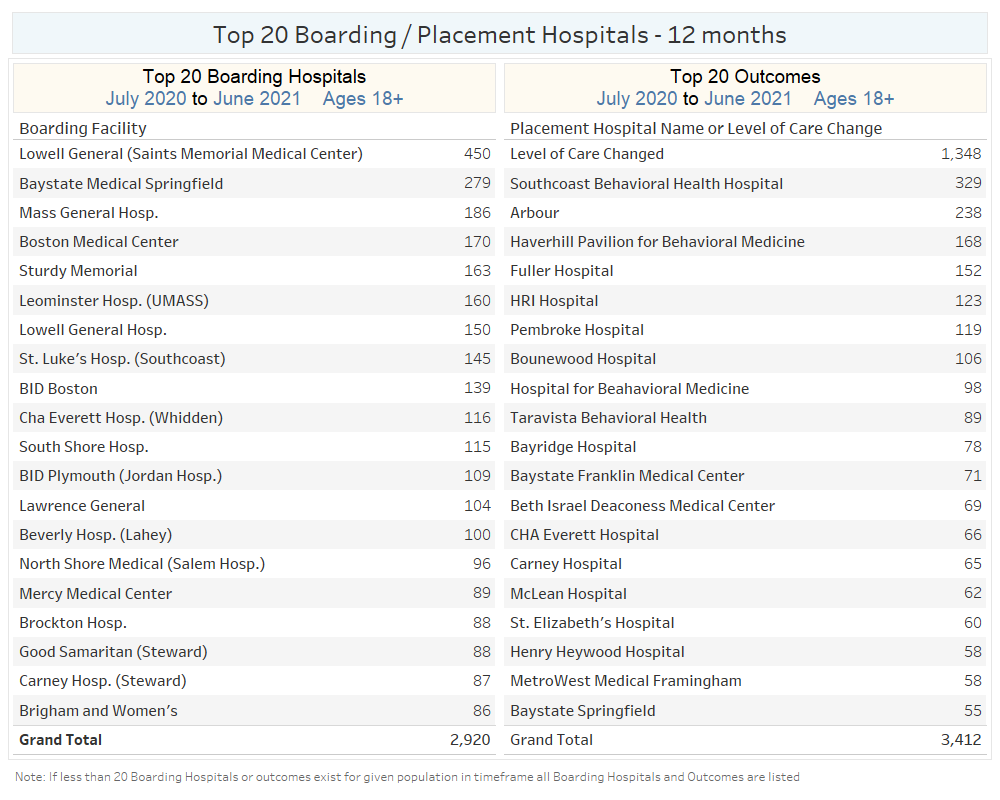 Top 20 Boarding / Placement Hospitals - 12 months
Top 20 Boarding Hospitals
July 2020 to June 2021 Ages 18+
Boarding Facility
Lowell General (Saints Memorial Medical Center) 450
Baystate Medical Springfield 279
Mass General Hosp. 186
Boston Medical Center 170
Sturdy Memorial 163
Leominster Hosp. (UMASS) 160
Lowell General Hosp. 150
St. Luke's Hosp. (Southcoast) 145
BID Boston 139
Cha Everett Hosp. (Whidden) 116
South Shore Hosp. 115
BID Plymouth (Jordan Hosp.) 109
Lawrence General 104
Beverly Hosp. (Lahey) 100
North Shore Medical (Salem Hosp.) 96
Mercy Medical Center 89
Brockton Hosp. 88
Good Samaritan (Steward) 88
Carney Hosp. (Steward) 87
Brigham and Women's 86
Grand Total 2,920
Top 20 Outcomes
July 2020 to June 2021 Ages 18+
Placement Hospital Name or Level of Care Change
Level of Care Changed 1,348
Southcoast Behavioral Health Hospital 329
Arbour 238
Haverhill Pavilion for Behavioral Medicine 168
Fuller Hospital 152
HRI Hospital 123
Pembroke Hospital 119
Bounewood Hospital 106
Hospital for Beahavioral Medicine 98
Taravista Behavioral Health 89
Bayridge Hospital 78
Baystate Franklin Medical Center 71
Beth Israel Deaconess Medical Center 69
CHA Everett Hospital 66
Carney Hospital 65
McLean Hospital 62
St. Elizabeth's Hospital 60
Henry Heywood Hospital 58
MetroWest Medical Framingham 58
Baystate Springfield 55
Grand Total 3,412
Note: If less than 20 Boarding Hospitals or outcomes exist for given population in timeframe all Boarding Hospitals and Outcomes are listed